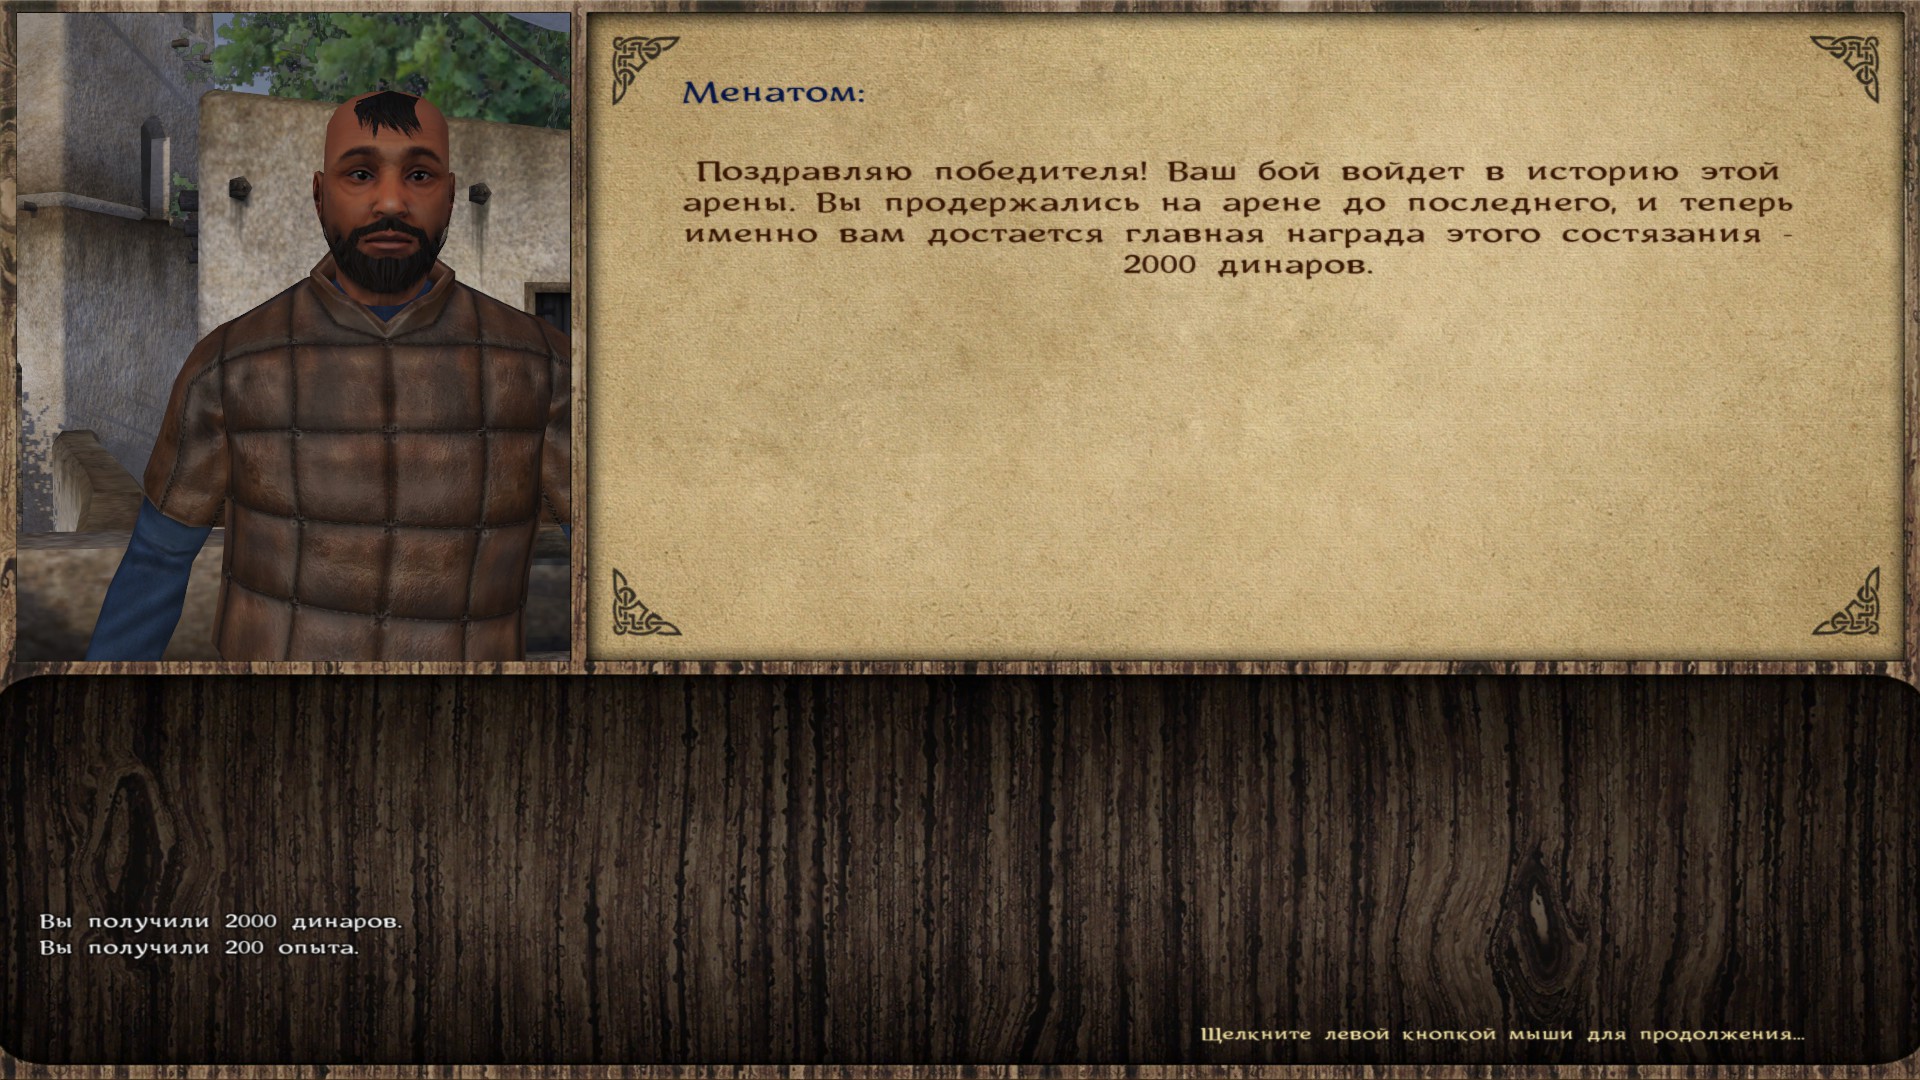 Менатом:
Поздравляю победителя! Ваш бой войдет в историю этой
арены. Вы продержались на арене до последнего, и теперь
именно вам достается главная награда этого состязания -
2000 динаров.
Вы получили 2000 динаров.
Вы получили 200 опыта.
Щелкните левой кнопкой мыши для продолжения...